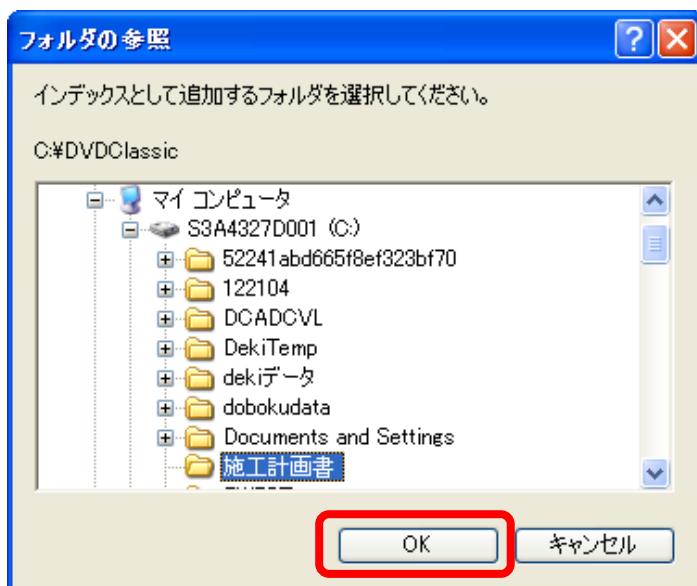 フォルダの参照
インデックスとして追加するフォルダを選択してください。
C:¥DVDClassic
マイ コンピュータ
S3A4327D001 (C:)
52241abd665f8ef323bf70
122104
DCADCVL
DekiTemp
dekiデータ
dobokudata
Documents and Settings
施工計画書
OK キャンセル